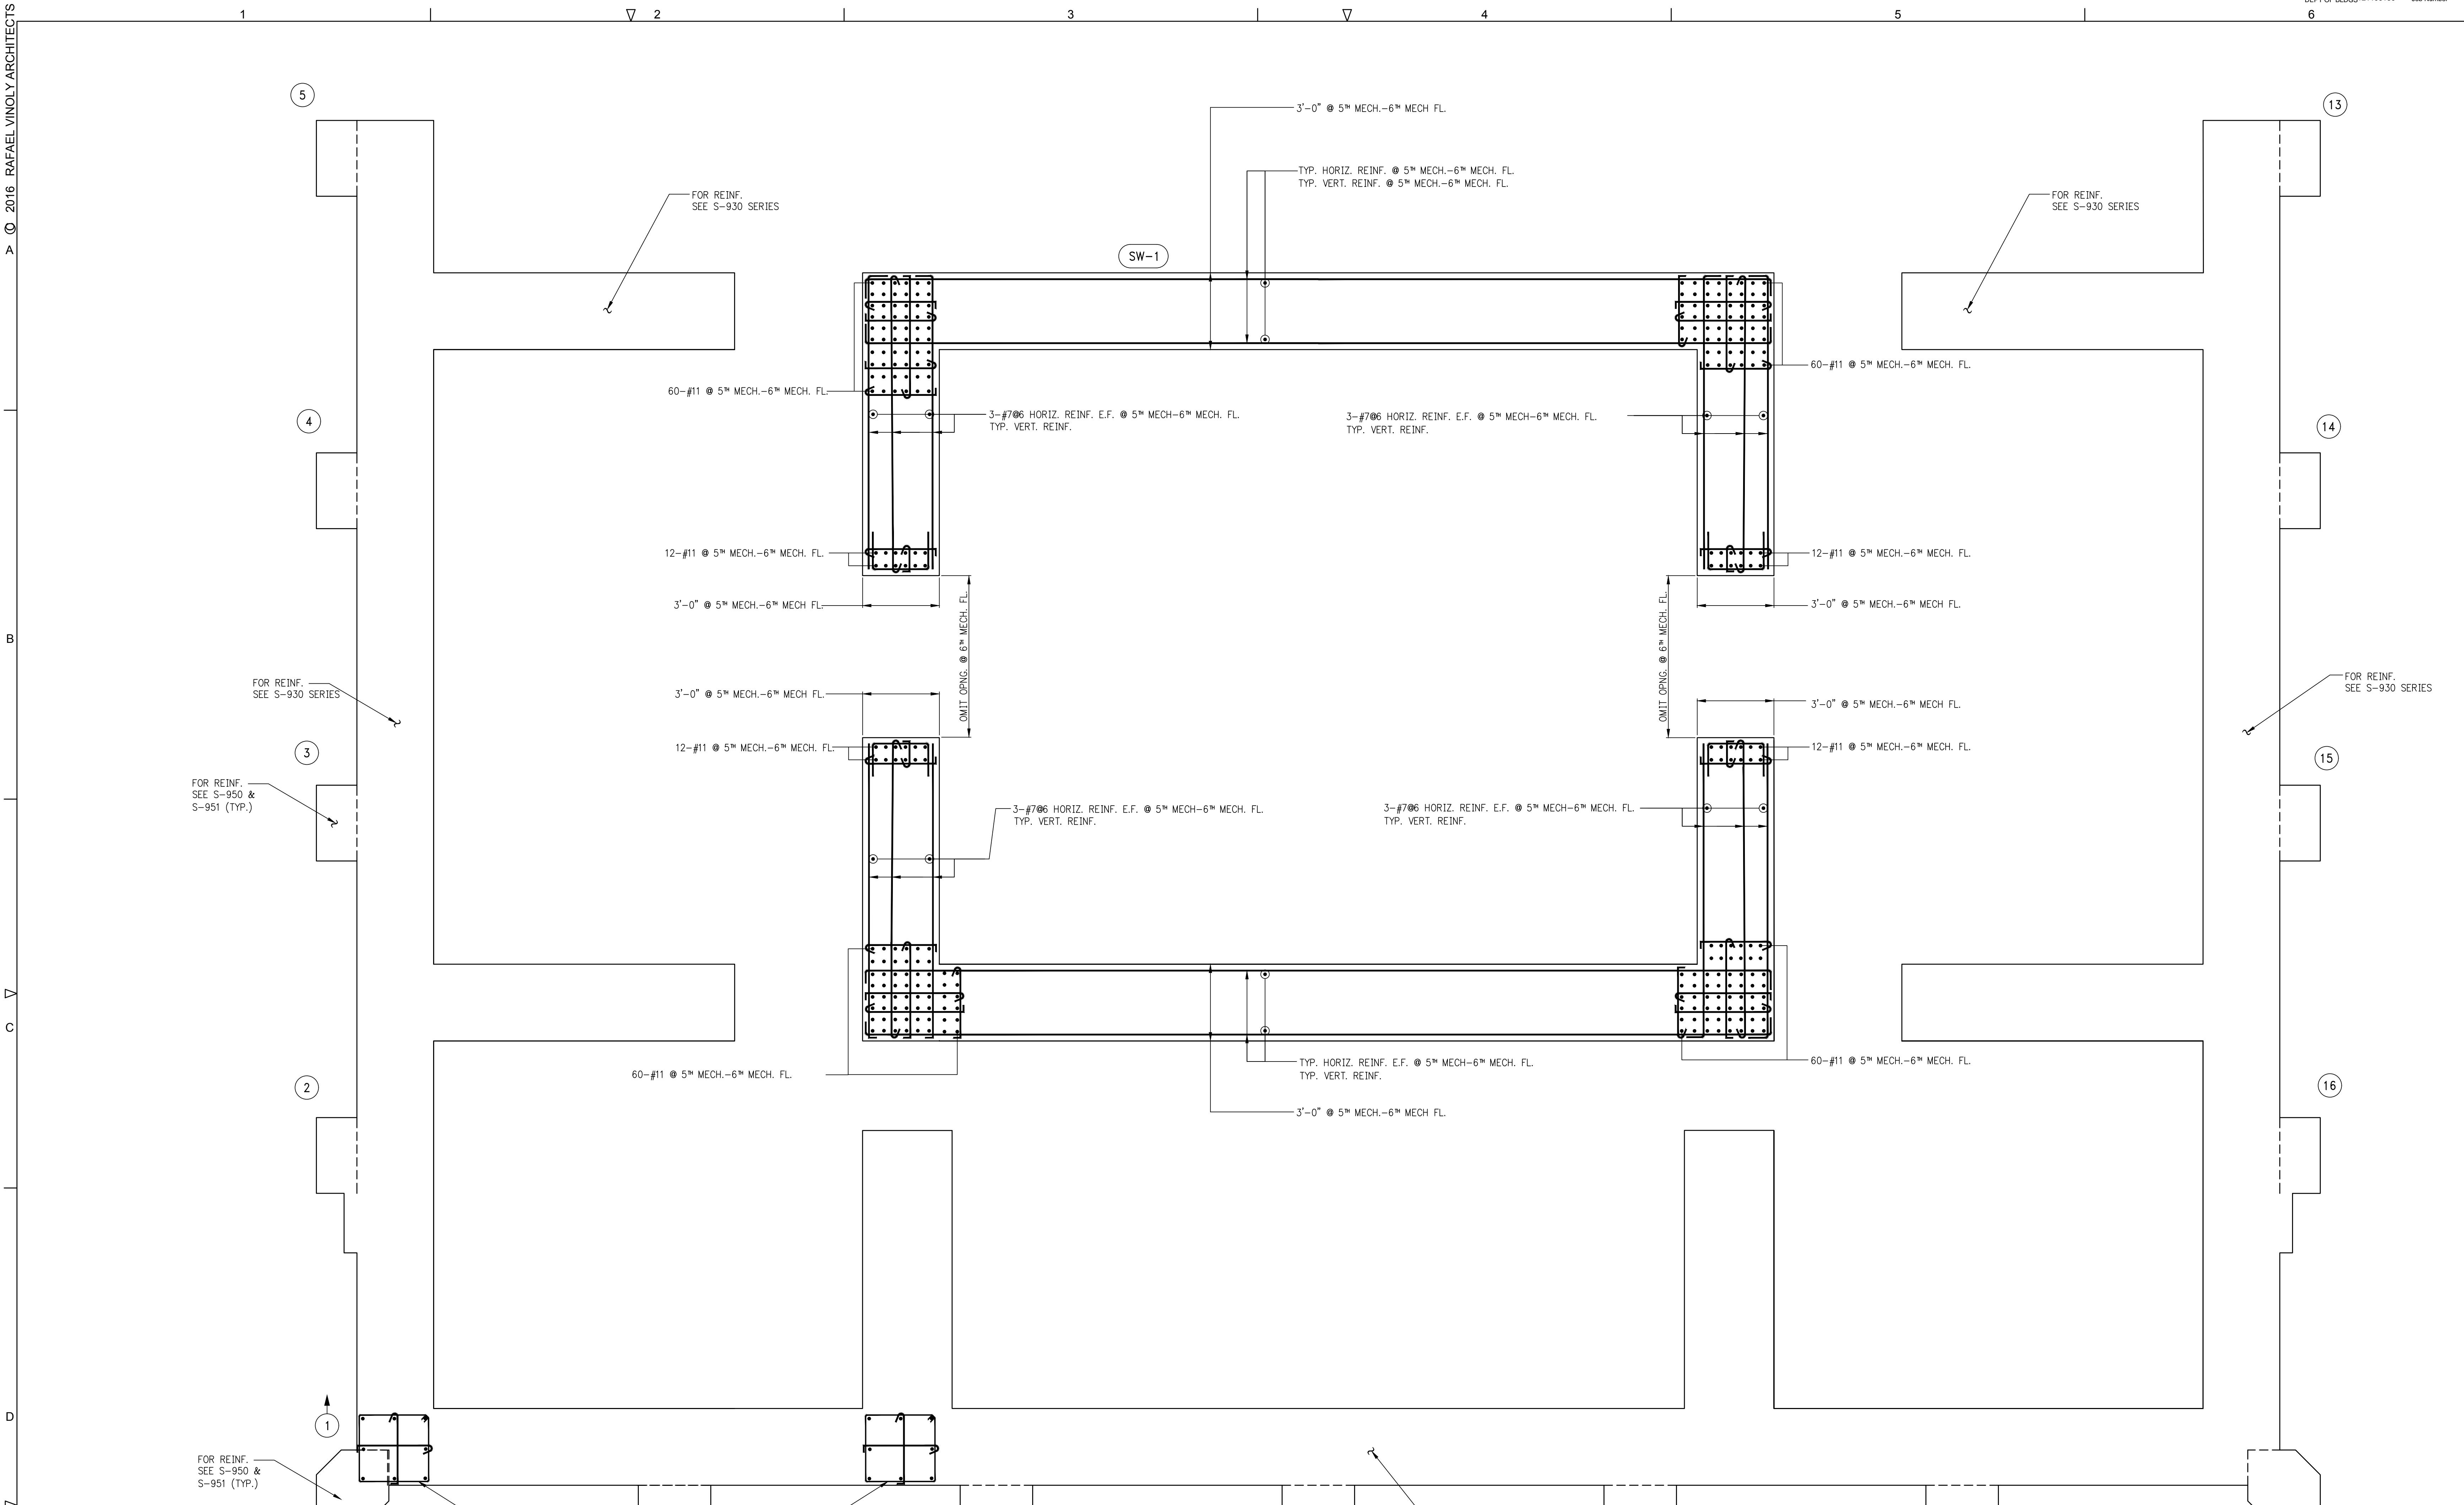 1
2
3
4
5
6
© 2016 RAFAEL VINOLY ARCHITECTS
A
B
C
D
5
13
3'-0" @ 5TH MECH.-6TH MECH FL.
TYP. HORIZ. REINF. @ 5TH MECH.-6TH MECH. FL.
TYP. VERT. REINF. @ 5TH MECH.-6TH MECH. FL.
FOR REINF.
SEE S-930 SERIES
FOR REINF.
SEE S-930 SERIES
SW-1
60-#11 @ 5TH MECH.-6TH MECH. FL.
60-#11 @ 5TH MECH.-6TH MECH. FL.
4
3-#7@6 HORIZ. REINF. E.F. @ 5TH MECH-6TH MECH. FL.
TYP. VERT. REINF.
3-#7@6 HORIZ. REINF. E.F. @ 5TH MECH-6TH MECH. FL.
TYP. VERT. REINF.
14
12-#11 @ 5TH MECH.-6TH MECH. FL.
12-#11 @ 5TH MECH.-6TH MECH. FL.
3'-0" @ 5TH MECH.-6TH MECH FL.
3'-0" @ 5TH MECH.-6TH MECH FL.
OMIT OPNG. @ 6TH MECH. FL.
OMIT OPNG. @ 6TH MECH. FL.
FOR REINF.
SEE S-930 SERIES
3'-0" @ 5TH MECH.-6TH MECH FL.
3'-0" @ 5TH MECH.-6TH MECH FL.
FOR REINF.
SEE S-930 SERIES
3
12-#11 @ 5TH MECH.-6TH MECH. FL.
12-#11 @ 5TH MECH.-6TH MECH. FL.
15
FOR REINF.
SEE S-950 &
S-951 (TYP.)
3-#7@6 HORIZ. REINF. E.F. @ 5TH MECH-6TH MECH. FL.
TYP. VERT. REINF.
3-#7@6 HORIZ. REINF. E.F. @ 5TH MECH-6TH MECH. FL.
TYP. VERT. REINF.
2
60-#11 @ 5TH MECH.-6TH MECH. FL.
TYP. HORIZ. REINF. E.F. @ 5TH MECH-6TH MECH. FL.
TYP. VERT. REINF.
60-#11 @ 5TH MECH.-6TH MECH. FL.
16
3'-0" @ 5TH MECH.-6TH MECH FL.
1
FOR REINF.
SEE S-950 &
S-951 (TYP.)